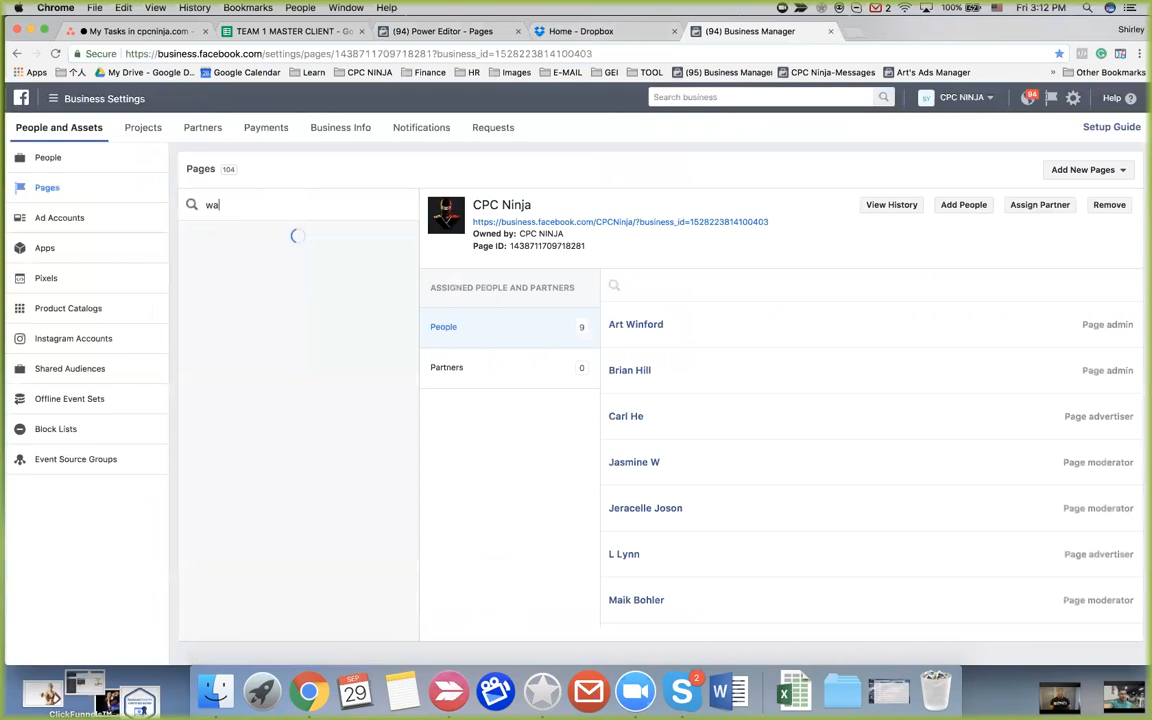 Chrome File Edit View History Bookmarks People Window Help
2 100% Fri 3:12 PM
My Tasks in cpcninja.com - TEAM 1 MASTER CLIENT - Go (94) Power Editor - Pages Home - Dropbox (94) Business Manager Shirley
Secure https://business.facebook.com/settings/pages/1438711709718281?business_id=1528223814100403
Apps 个人 My Drive - Google D... Google Calendar Learn CPC NINJA Finance HR Images E-MAIL GEI TOOL (95) Business Manage CPC Ninja-Messages Art's Ads Manager » Other Bookmarks
Business Settings Search business CPC NINJA 94 Help
People and Assets Projects Partners Payments Business Info Notifications Requests Setup Guide
People
Pages
Ad Accounts
Apps
Pixels
Product Catalogs
Instagram Accounts
Shared Audiences
Offline Event Sets
Block Lists
Event Source Groups
Pages 104 Add New Pages
wa
CPC Ninja View History Add People Assign Partner Remove
https://business.facebook.com/CPCNinja/?business_id=1528223814100403
Owned by: CPC NINJA
Page ID: 1438711709718281
ASSIGNED PEOPLE AND PARTNERS
People 9
Partners 0
Art Winford Page admin
Brian Hill Page admin
Carl He Page advertiser
Jasmine W Page moderator
Jeracelle Joson Page moderator
L Lynn Page advertiser
Maik Bohler Page moderator
SEP
29
2
ClickFunnels™